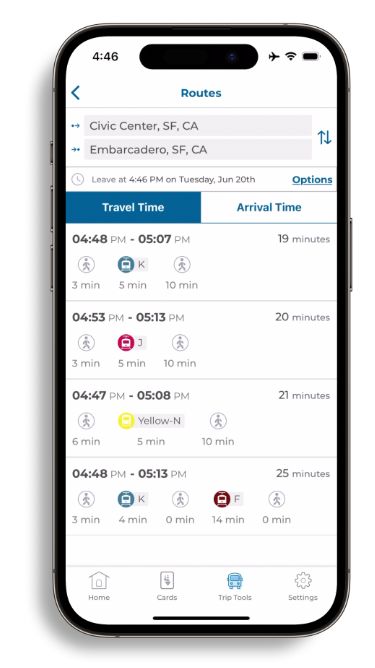 4:46
Routes
Civic Center, SF, CA
Embarcadero, SF, CA
Leave at 4:46 PM on Tuesday, Jun 20th Options
Travel Time Arrival Time
04:48 PM - 05:07 PM 19 minutes
K
3 min 5 min 10 min
04:53 PM - 05:13 PM 20 minutes
J
3 min 5 min 10 min
04:47 PM - 05:08 PM 21 minutes
Yellow-N
6 min 5 min 10 min
04:48 PM - 05:13 PM 25 minutes
K F
3 min 4 min 0 min 14 min 0 min
Home Cards Trip Tools Settings